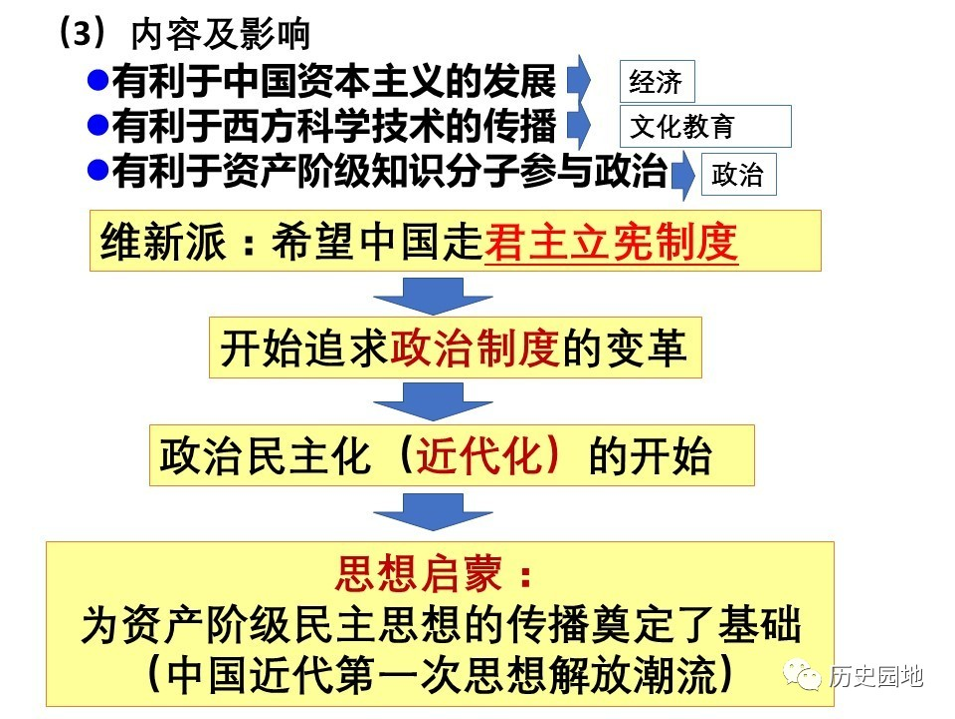 （3）内容及影响
●有利于中国资本主义的发展 经济
●有利于西方科学技术的传播 文化教育
●有利于资产阶级知识分子参与政治 政治
维新派：希望中国走君主立宪制度
开始追求政治制度的变革
政治民主化（近代化）的开始
思想启蒙：
为资产阶级民主思想的传播奠定了基础
（中国近代第一次思想解放潮流）
历史园地